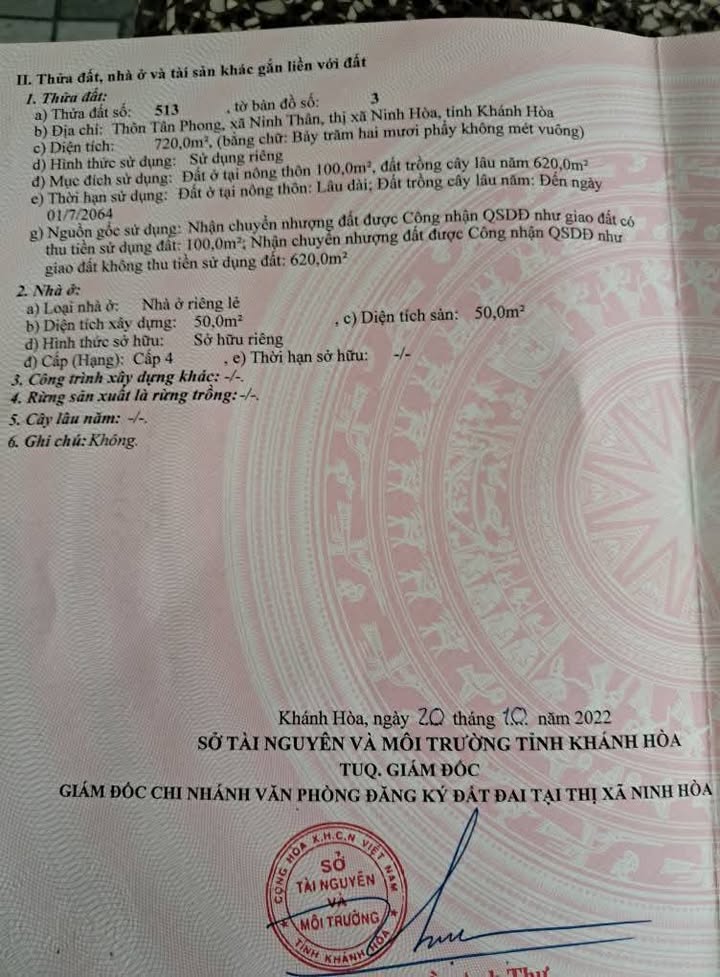 II. Thửa đất, nhà ở và tài sản khác gắn liền với đất
1. Thửa đất:
a) Thửa đất số: 513 , tờ bản đồ số: 3
b) Địa chỉ: Thôn Tân Phong, xã Ninh Thân, thị xã Ninh Hòa, tỉnh Khánh Hòa
c) Diện tích: 720,0m², (bằng chữ: Bảy trăm hai mươi phẩy không mét vuông)
d) Hình thức sử dụng: Sử dụng riêng
đ) Mục đích sử dụng: Đất ở tại nông thôn 100,0m², đất trồng cây lâu năm 620,0m²
e) Thời hạn sử dụng: Đất ở tại nông thôn: Lâu dài; Đất trồng cây lâu năm: Đến ngày
01/7/2064
g) Nguồn gốc sử dụng: Nhận chuyển nhượng đất được Công nhận QSDĐ như giao đất có
thu tiền sử dụng đất: 100,0m²; Nhận chuyển nhượng đất được Công nhận QSDĐ như
giao đất không thu tiền sử dụng đất: 620,0m²
2. Nhà ở:
a) Loại nhà ở: Nhà ở riêng lẻ
b) Diện tích xây dựng: 50,0m² , c) Diện tích sàn: 50,0m²
d) Hình thức sở hữu: Sở hữu riêng
đ) Cấp (Hạng): Cấp 4 , e) Thời hạn sở hữu: -/-
3. Công trình xây dựng khác: -/-.
4. Rừng sản xuất là rừng trồng: -/-.
5. Cây lâu năm: -/-.
6. Ghi chú: Không.
Khánh Hòa, ngày 20 tháng 10. năm 2022
SỞ TÀI NGUYÊN VÀ MÔI TRƯỜNG TỈNH KHÁNH HÒA
TUQ. GIÁM ĐỐC
GIÁM ĐỐC CHI NHÁNH VĂN PHÒNG ĐĂNG KÝ ĐẤT ĐAI TẠI THỊ XÃ NINH HÒA
CỘNG HÒA X.H.C.N VIỆT NAM
SỞ
TÀI NGUYÊN
VÀ
MÔI TRƯỜNG
TỈNH KHÁNH HÒA
Thư